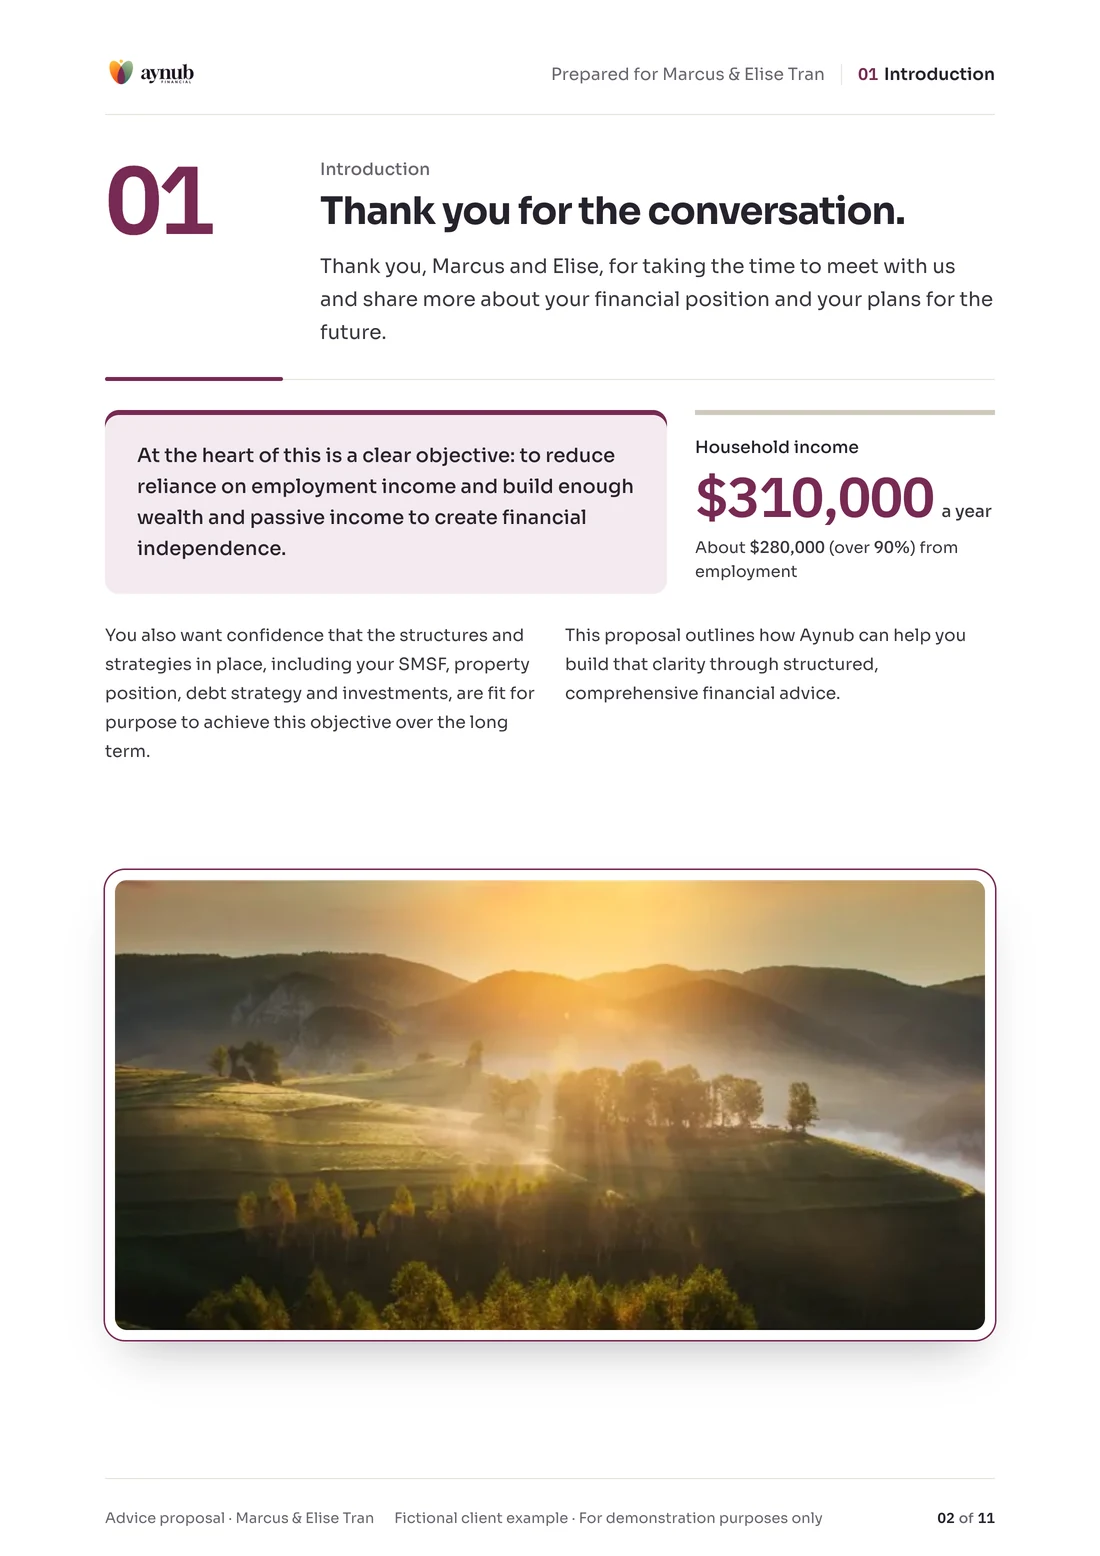 aynub
FINANCIAL
Prepared for Marcus & Elise Tran
01 Introduction
01
Introduction
Thank you for the conversation.
Thank you, Marcus and Elise, for taking the time to meet with us
and share more about your financial position and your plans for the
future.
At the heart of this is a clear objective: to reduce
reliance on employment income and build enough
wealth and passive income to create financial
independence.
Household income
$310,000 a year
About $280,000 (over 90%) from
employment
You also want confidence that the structures and
strategies in place, including your SMSF, property
position, debt strategy and investments, are fit for
purpose to achieve this objective over the long
term.
This proposal outlines how Aynub can help you
build that clarity through structured,
comprehensive financial advice.
Advice proposal · Marcus & Elise Tran
Fictional client example · For demonstration purposes only
02 of 11